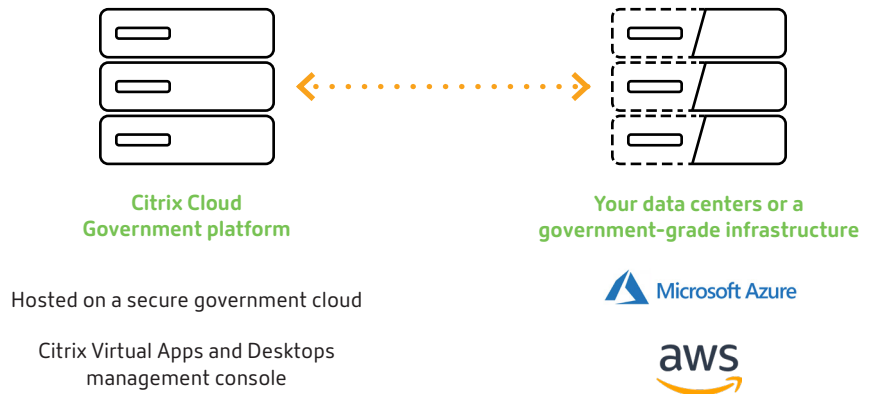 Citrix Cloud
Government platform
Hosted on a secure government cloud
Citrix Virtual Apps and Desktops
management console
Your data centers or a
government-grade infrastructure
Microsoft Azure
aws